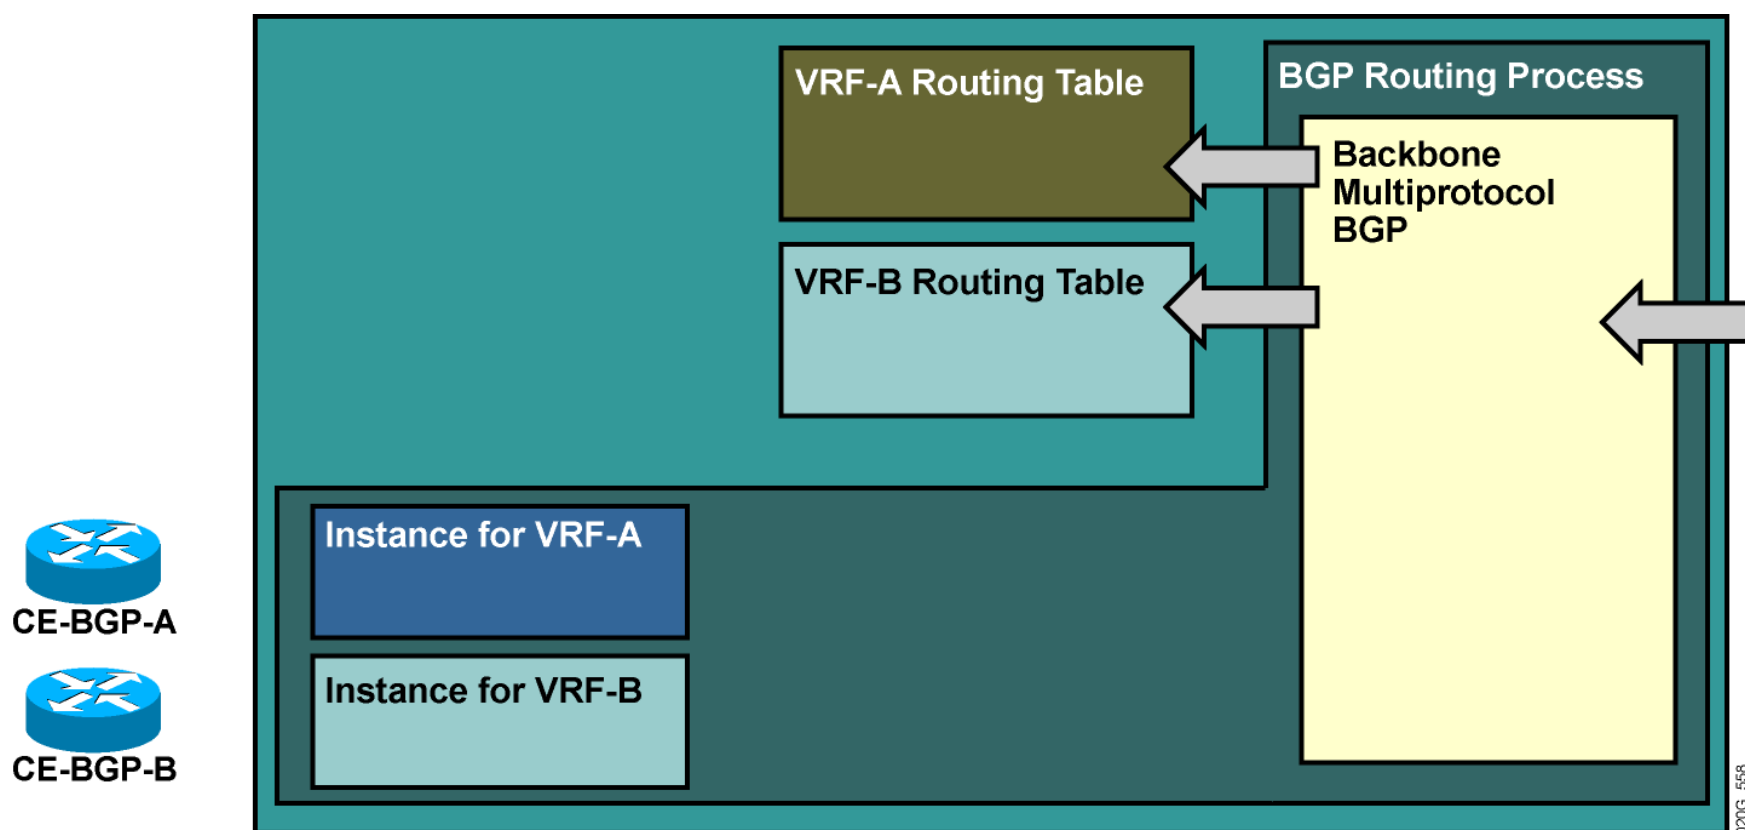 VRF-A Routing Table
BGP Routing Process
Backbone
Multiprotocol
BGP
VRF-B Routing Table
Instance for VRF-A
CE-BGP-A
Instance for VRF-B
CE-BGP-B